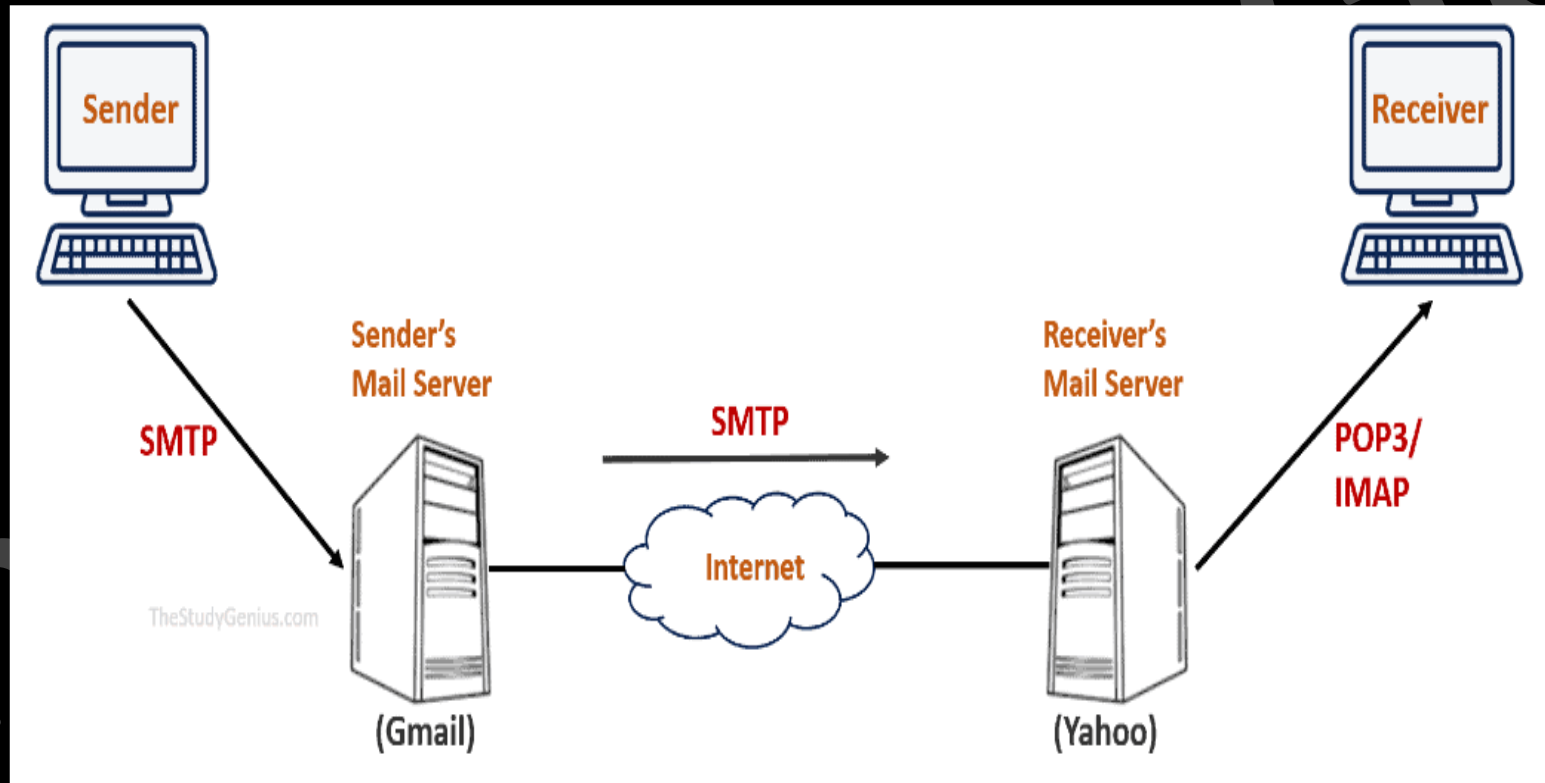 Sender
Receiver
Sender's
Mail Server
Receiver's
Mail Server
SMTP
SMTP
POP3/
IMAP
Internet
TheStudyGenius.com
(Gmail)
(Yahoo)